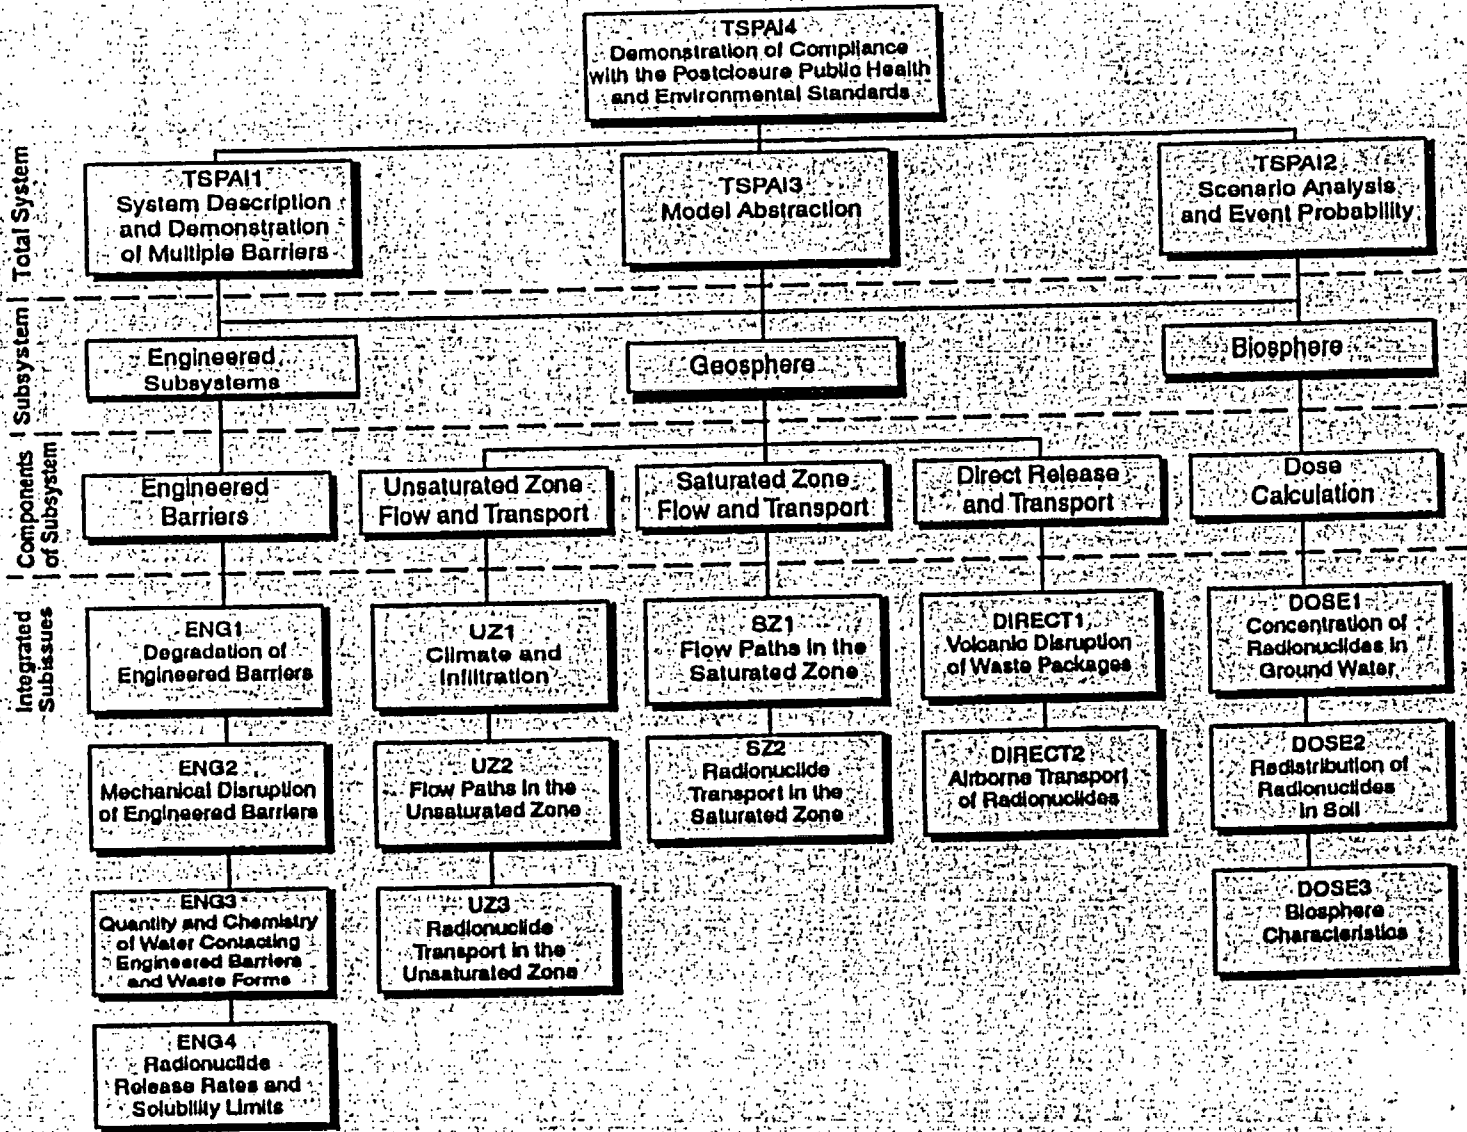 TSPAI4
Demonstration of Compliance
with the Postclosure Public Health
and Environmental Standards
Total System
TSPAI1
System Description
and Demonstration
of Multiple Barriers
TSPAI3
Model Abstraction
TSPAI2
Scenario Analysis
and Event Probability
Subsystem
Engineered
Subsystems
Geosphere
Biosphere
Components
of Subsystem
Engineered
Barriers
Unsaturated Zone
Flow and Transport
Saturated Zone
Flow and Transport
Direct Release
and Transport
Dose
Calculation
Integrated
Subissues
ENG1
Degradation of
Engineered Barriers
UZ1
Climate and
Infiltration
SZ1
Flow Paths in the
Saturated Zone
DIRECT1
Volcanic Disruption
of Waste Packages
DOSE1
Concentration of
Radionuclides in
Ground Water
ENG2
Mechanical Disruption
of Engineered Barriers
UZ2
Flow Paths in the
Unsaturated Zone
SZ2
Radionuclide
Transport in the
Saturated Zone
DIRECT2
Airborne Transport
of Radionuclides
DOSE2
Redistribution of
Radionuclides
in Soil
ENG3
Quantity and Chemistry
of Water Contacting
Engineered Barriers
and Waste Forms
UZ3
Radionuclide
Transport in the
Unsaturated Zone
DOSE3
Biosphere
Characteristics
ENG4
Radionuclide
Release Rates and
Solubility Limits